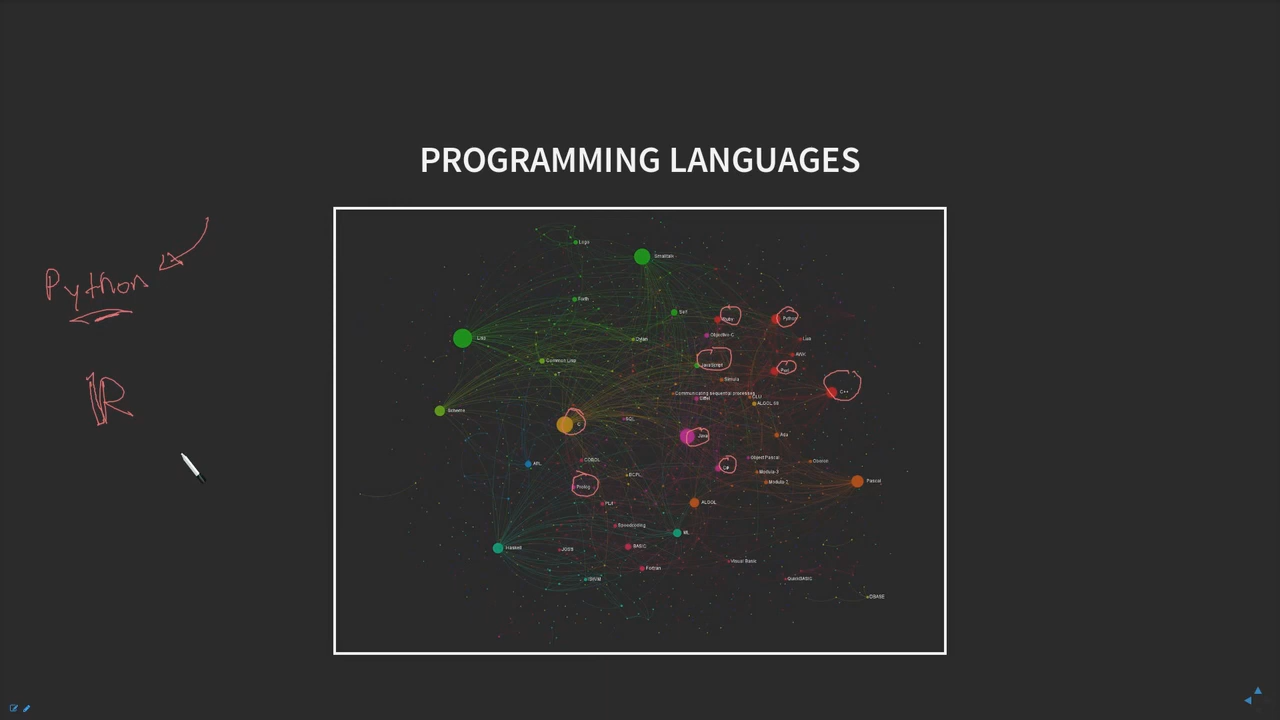 PROGRAMMING LANGUAGES
Logo
Smalltalk
Python
Forth
Self
Ruby
Python
Objective-C
Lisp
Dylan
Lua
AWK
Common Lisp
JavaScript
Perl
Simula
C++
Communicating sequential processes
Eiffel
CLU
ALGOL 68
R
Scheme
SQL
C
Java
Ada
COBOL
Object Pascal
Oberon
APL
C#
BCPL
Modula-3
Modula-2
Pascal
Prolog
PL/I
ALGOL
Speedcoding
ML
Haskell
JOSS
BASIC
Visual Basic
Fortran
ISWIM
QuickBASIC
DBASE